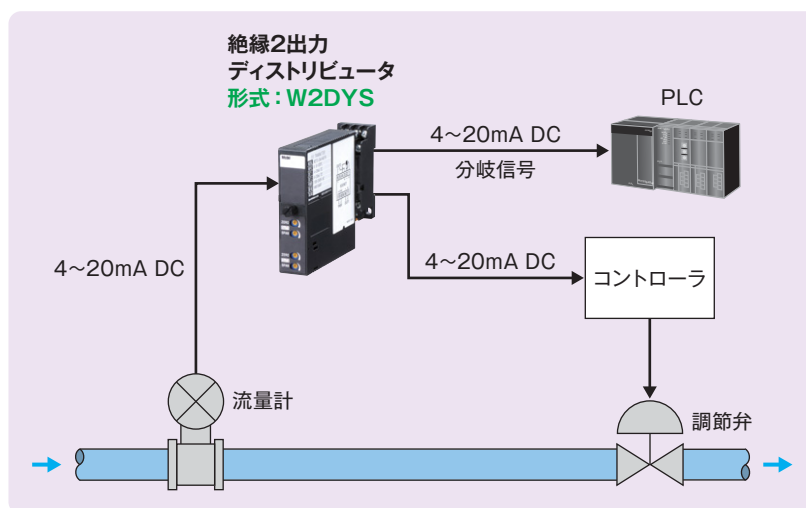 絶縁2出力
ディストリビュータ
形式：W2DYS
PLC
4～20mA DC
分岐信号
4～20mA DC
4～20mA DC
コントローラ
流量計
調節弁